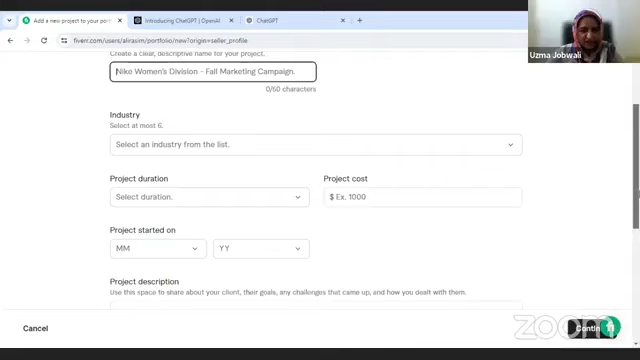 Add a new project to your port
Introducing ChatGPT | OpenAI
ChatGPT
fiverr.com/users/alirasim/portfolio/new?origin=seller_profile
Uzma Jobwali
Create a clear, descriptive name for your project.
Nike Women's Division - Fall Marketing Campaign.
0/50 characters
Industry
Select at most 6.
Select an industry from the list.
Project duration
Project cost
Select duration.
$ Ex. 1000
Project started on
MM
YY
Project description
Use this space to share about your client, their goals, any challenges that came up, and how you dealt with them.
Cancel
Contin
zoom